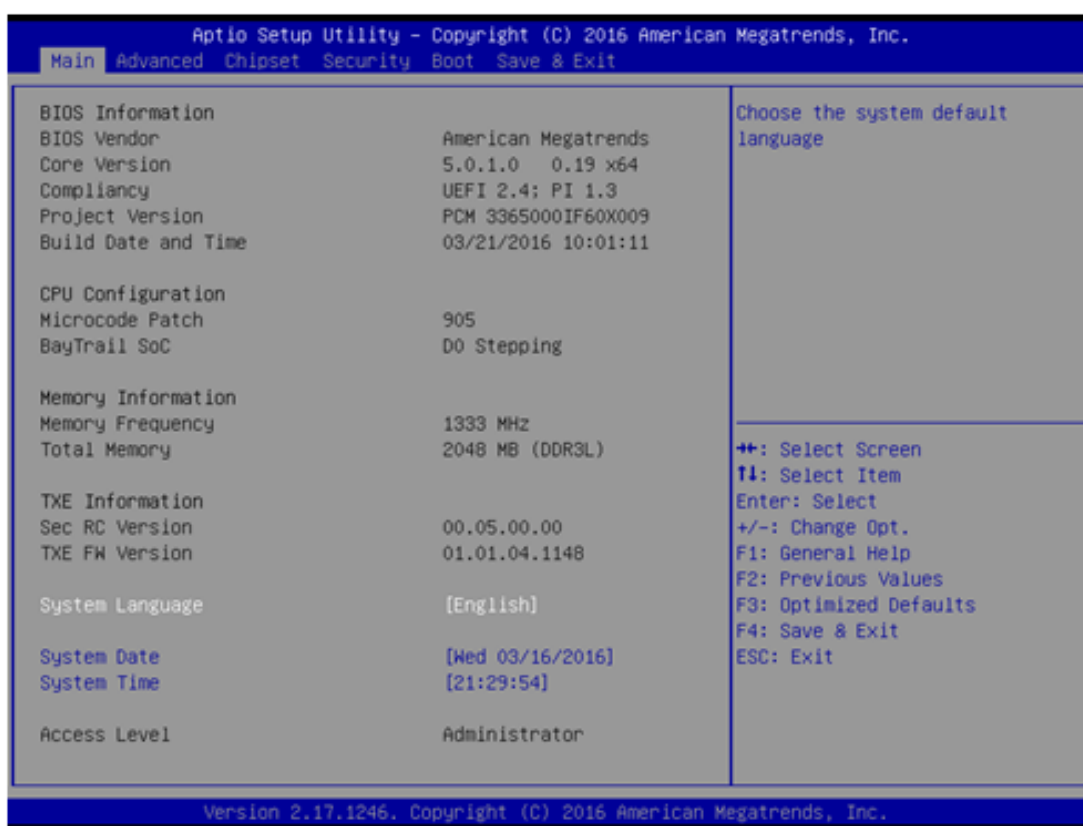 Aptio Setup Utility – Copyright (C) 2016 American Megatrends, Inc.
Main Advanced Chipset Security Boot Save & Exit
BIOS Information
BIOS Vendor American Megatrends
Core Version 5.0.1.0 0.19 x64
Compliancy UEFI 2.4; PI 1.3
Project Version PCM 3365000IF60X009
Build Date and Time 03/21/2016 10:01:11
CPU Configuration
Microcode Patch 905
BayTrail SoC D0 Stepping
Memory Information
Memory Frequency 1333 MHz
Total Memory 2048 MB (DDR3L)
TXE Information
Sec RC Version 00.05.00.00
TXE FW Version 01.01.04.1148
System Language [English]
System Date [Wed 03/16/2016]
System Time [21:29:54]
Access Level Administrator
Choose the system default
language
→←: Select Screen
↑↓: Select Item
Enter: Select
+/-: Change Opt.
F1: General Help
F2: Previous Values
F3: Optimized Defaults
F4: Save & Exit
ESC: Exit
Version 2.17.1246. Copyright (C) 2016 American Megatrends, Inc.